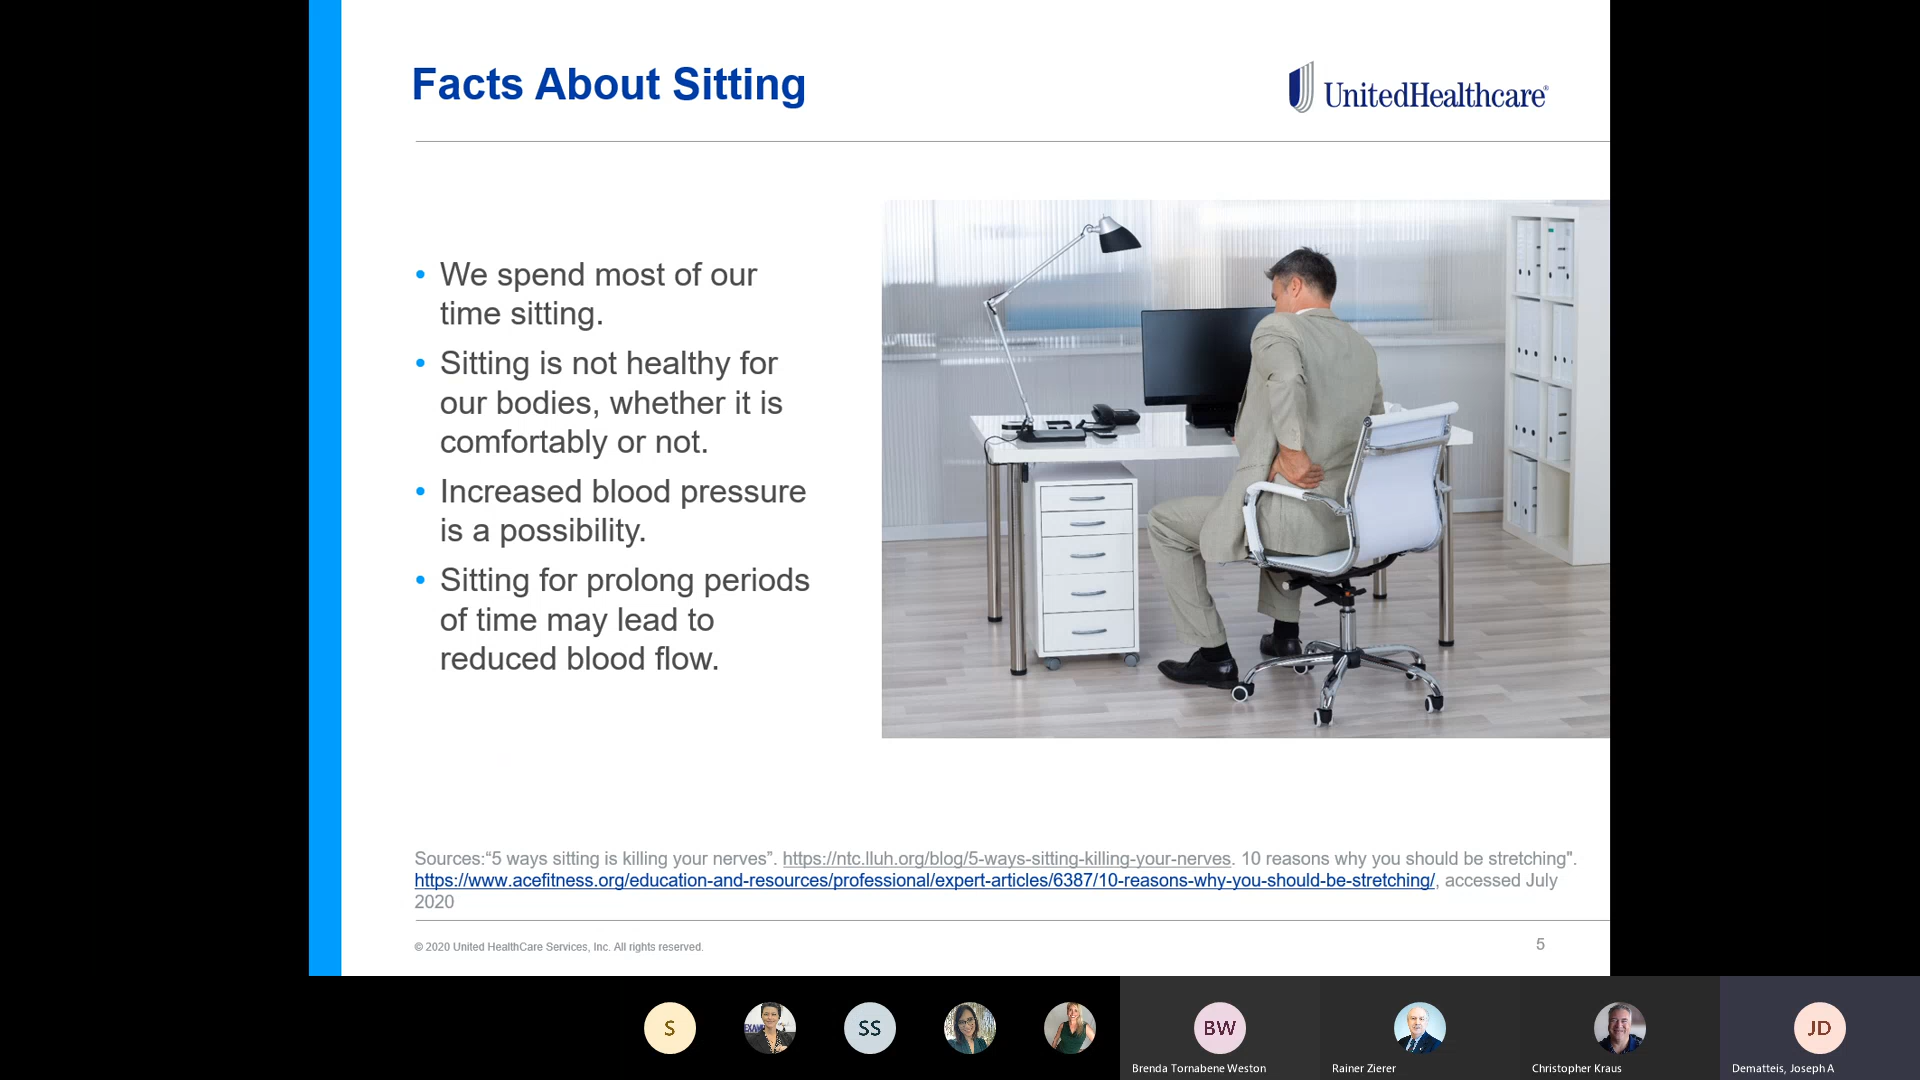 Facts About Sitting
UnitedHealthcare®
• We spend most of our
time sitting.
• Sitting is not healthy for
our bodies, whether it is
comfortably or not.
• Increased blood pressure
is a possibility.
• Sitting for prolong periods
of time may lead to
reduced blood flow.
Sources:“5 ways sitting is killing your nerves”. https://ntc.lluh.org/blog/5-ways-sitting-killing-your-nerves. 10 reasons why you should be stretching".
https://www.acefitness.org/education-and-resources/professional/expert-articles/6387/10-reasons-why-you-should-be-stretching/, accessed July
2020
© 2020 United HealthCare Services, Inc. All rights reserved.
5
S
SS
BW
JD
Brenda Tornabene Weston
Rainer Zierer
Christopher Kraus
Dematteis, Joseph A